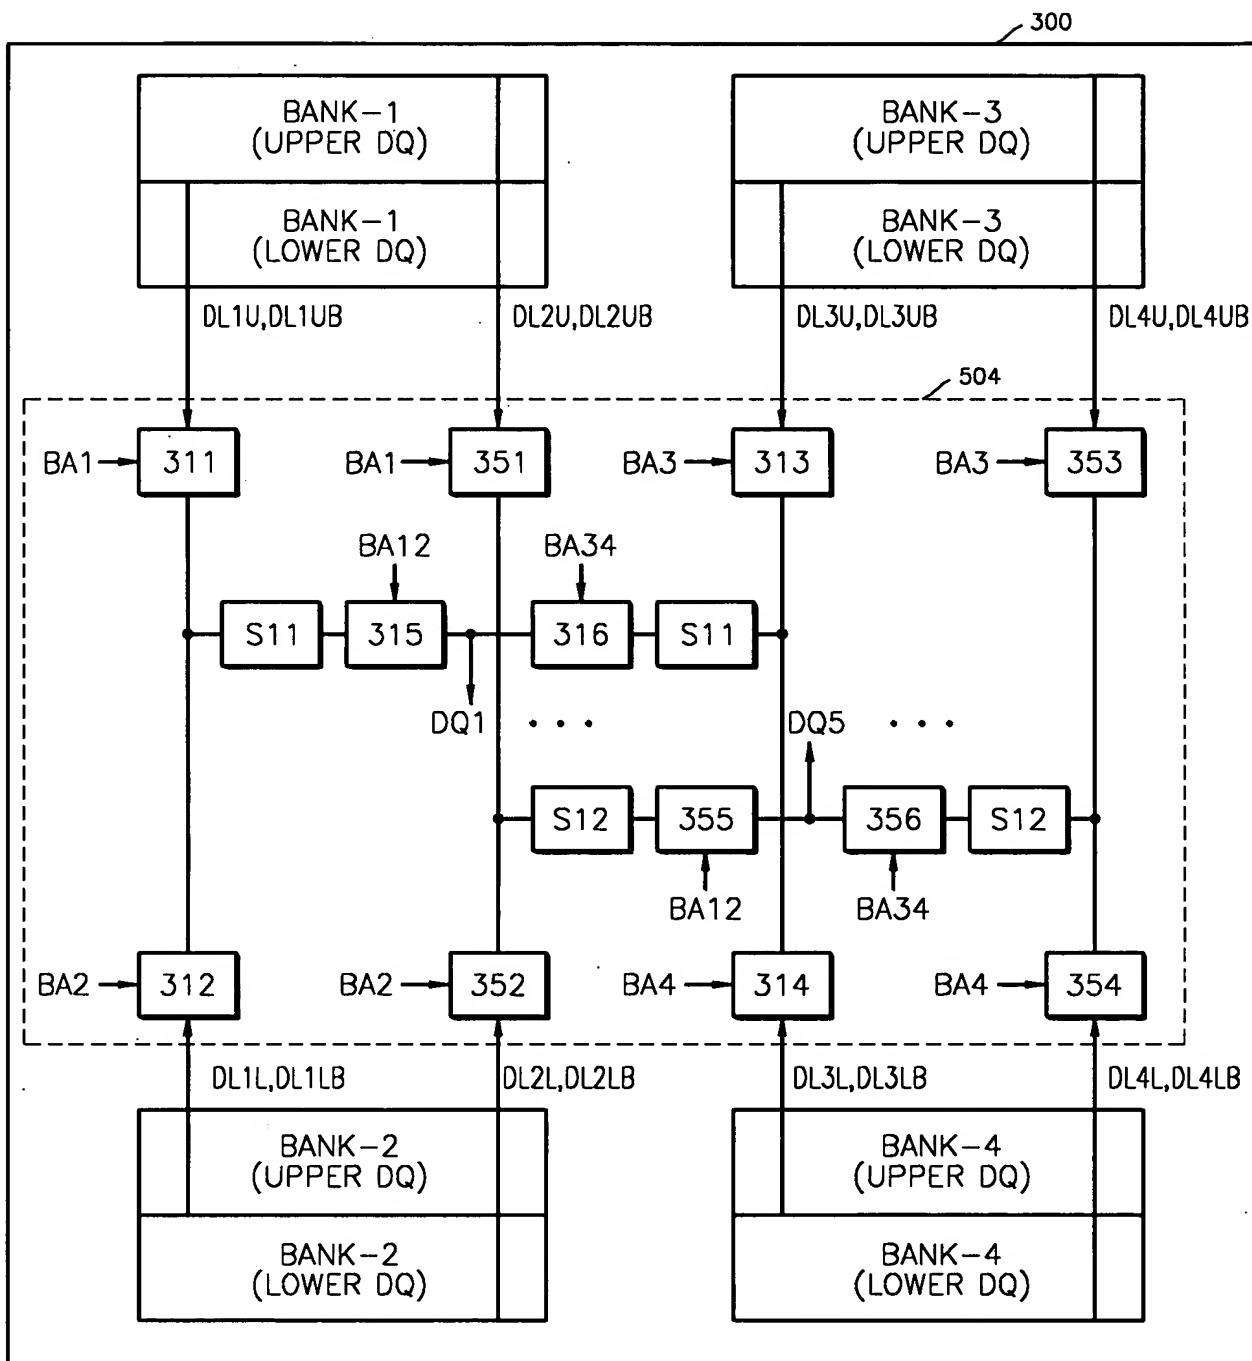 300
BANK-1
(UPPER DQ)
BANK-3
(UPPER DQ)
BANK-1
(LOWER DQ)
BANK-3
(LOWER DQ)
DL1U,DL1UB
DL2U,DL2UB
DL3U,DL3UB
DL4U,DL4UB
504
BA1
311
BA1
351
BA3
313
BA3
353
BA12
BA34
S11
315
316
S11
DQ1
. . .
DQ5
. . .
S12
355
356
S12
BA12
BA34
BA2
312
BA2
352
BA4
314
BA4
354
DL1L,DL1LB
DL2L,DL2LB
DL3L,DL3LB
DL4L,DL4LB
BANK-2
(UPPER DQ)
BANK-4
(UPPER DQ)
BANK-2
(LOWER DQ)
BANK-4
(LOWER DQ)